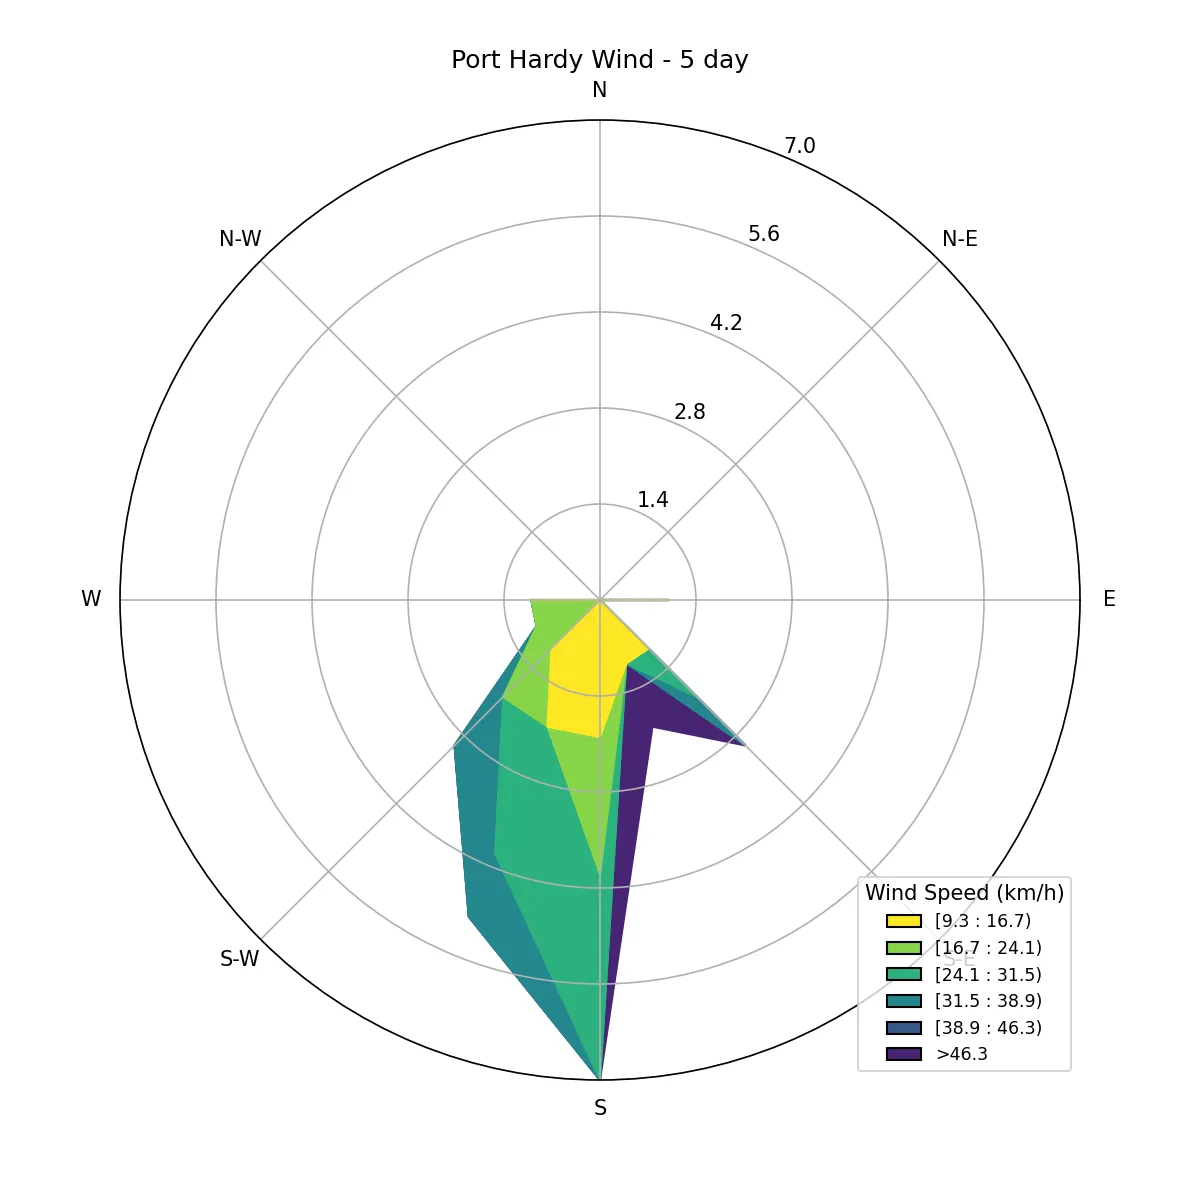 Port Hardy Wind - 5 day
N
7.0
N-W
5.6
N-E
4.2
2.8
1.4
W
E
S-W
S-E
S
Wind Speed (km/h)
[9.3 : 16.7)
[16.7 : 24.1)
[24.1 : 31.5)
[31.5 : 38.9)
[38.9 : 46.3)
>46.3